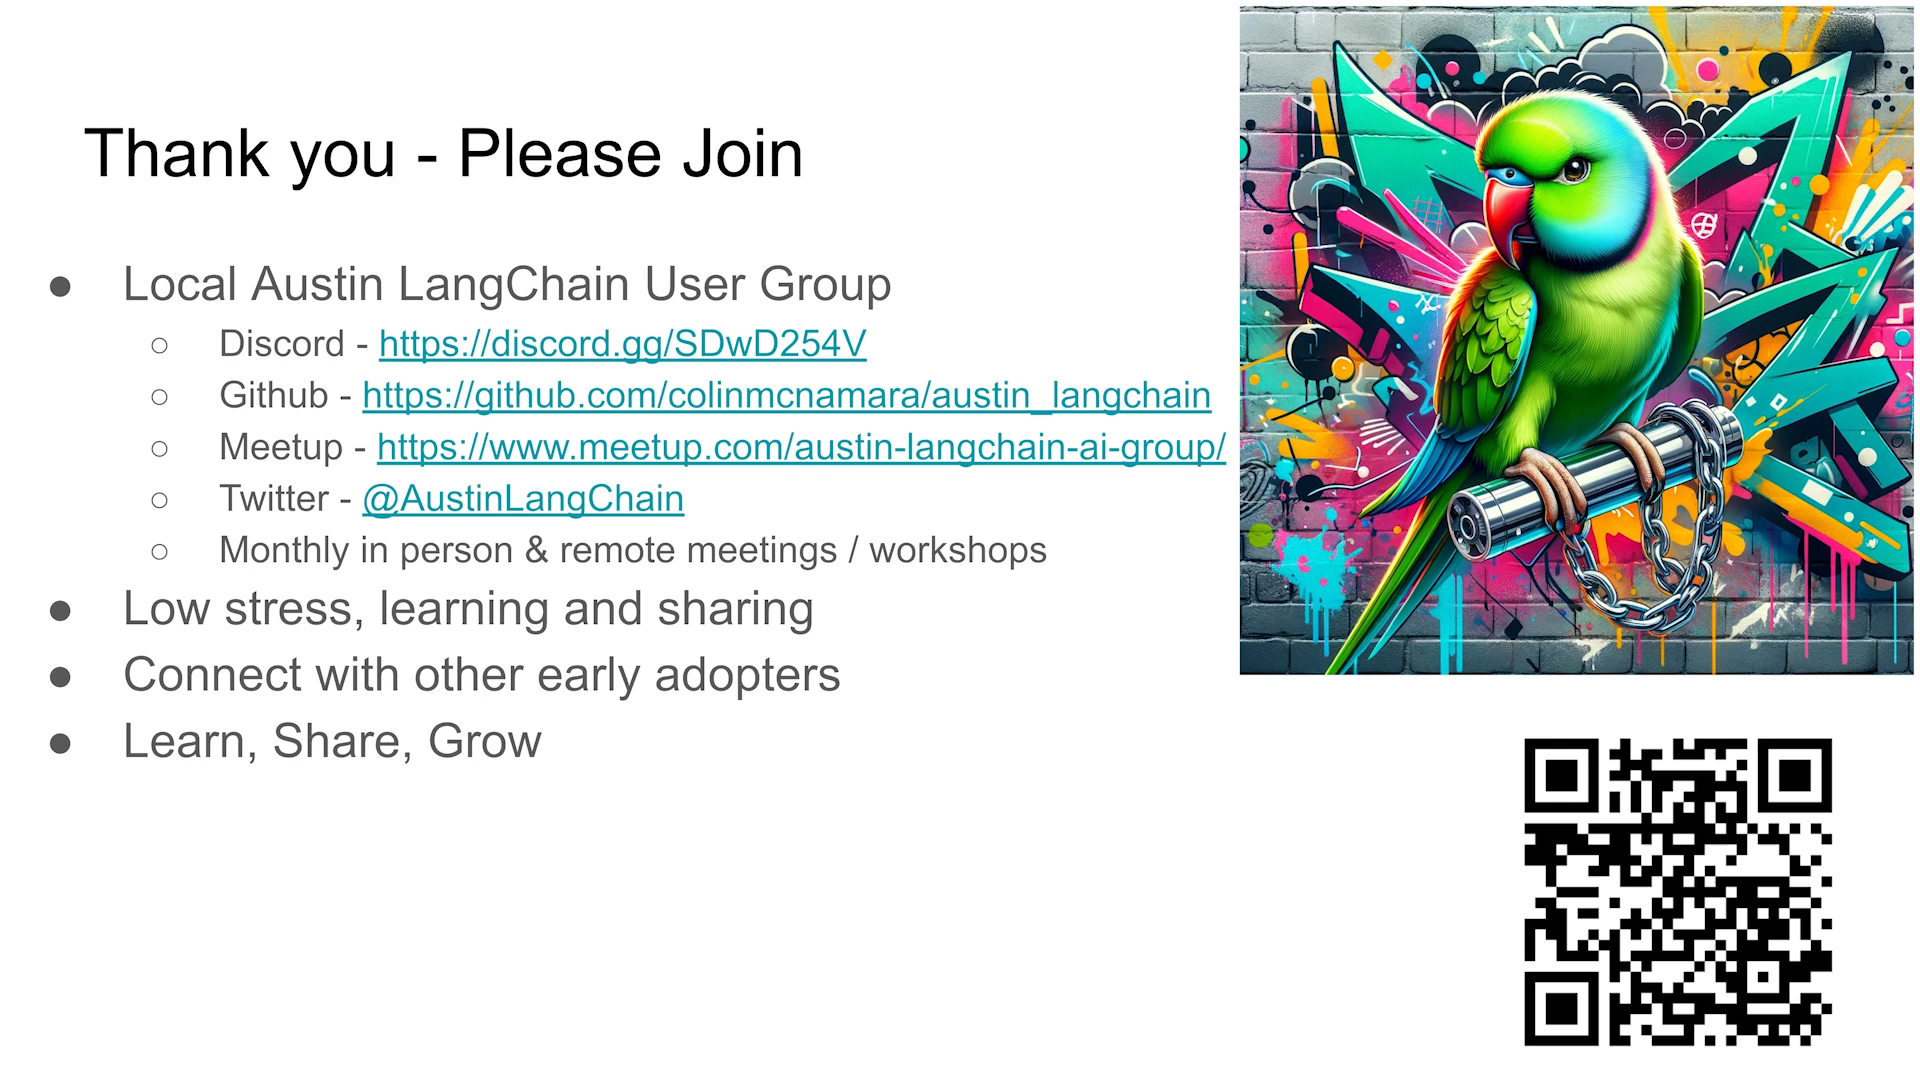 Thank you - Please Join
● Local Austin LangChain User Group
○ Discord - https://discord.gg/SDwD254V
○ Github - https://github.com/colinmcnamara/austin_langchain
○ Meetup - https://www.meetup.com/austin-langchain-ai-group/
○ Twitter - @AustinLangChain
○ Monthly in person & remote meetings / workshops
● Low stress, learning and sharing
● Connect with other early adopters
● Learn, Share, Grow